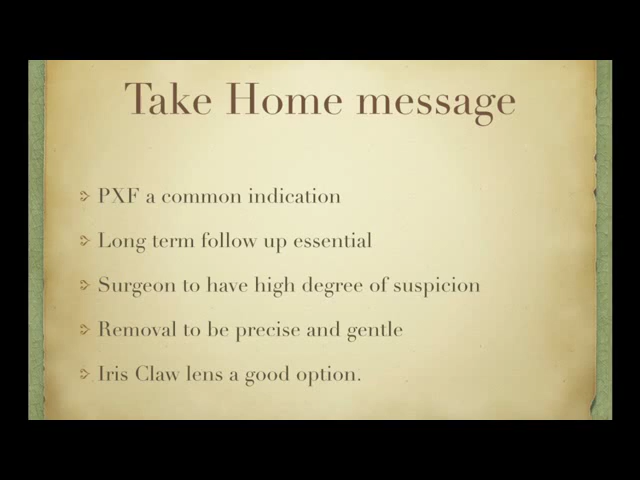 Take Home message
PXF a common indication
Long term follow up essential
Surgeon to have high degree of suspicion
Removal to be precise and gentle
Iris Claw lens a good option.